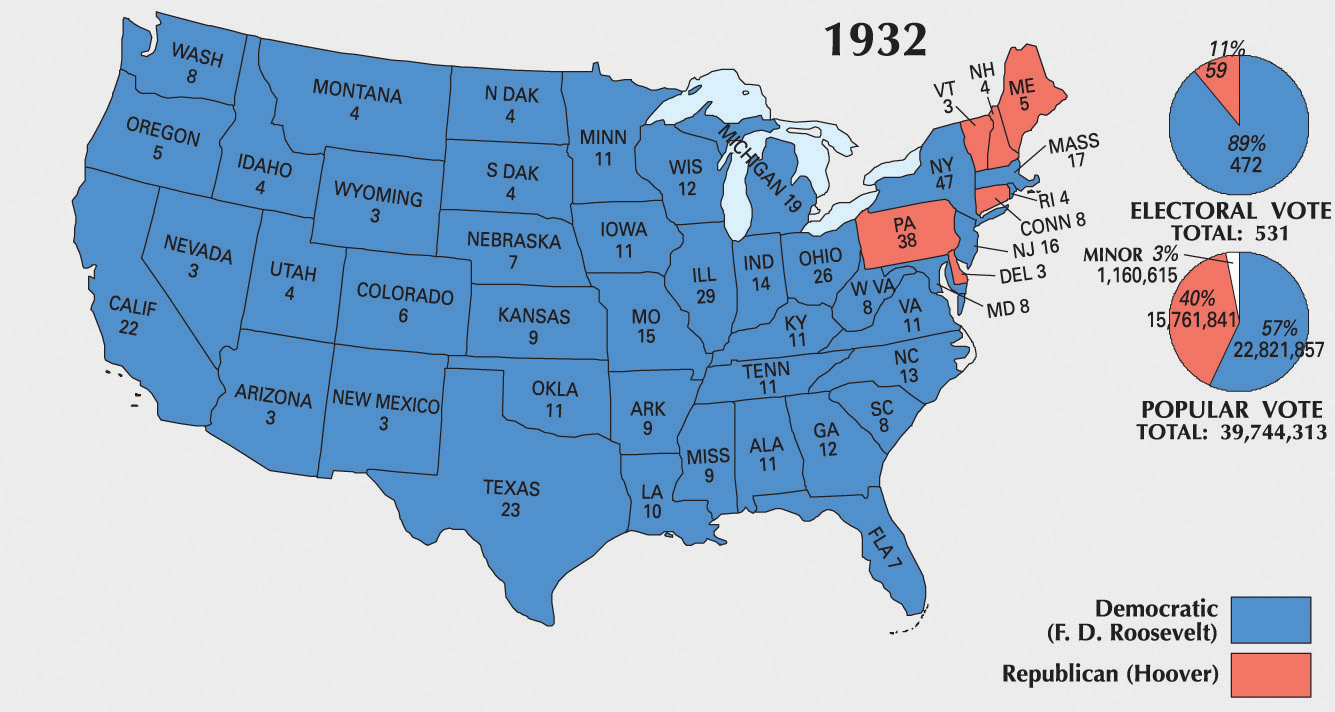 1932
WASH
8
OREGON
5
CALIF
22
NEVADA
3
IDAHO
4
MONTANA
4
WYOMING
3
UTAH
4
COLORADO
6
ARIZONA
3
NEW MEXICO
3
N DAK
4
S DAK
4
NEBRASKA
7
KANSAS
9
OKLA
11
TEXAS
23
MINN
11
IOWA
11
MO
15
ARK
9
LA
10
WIS
12
ILL
29
MICHIGAN 19
IND
14
OHIO
26
KY
11
TENN
11
MISS
9
ALA
11
GA
12
FLA 7
SC
8
NC
13
VA
11
W VA
8
PA
38
NY
47
VT
3
NH
4
ME
5
MASS
17
RI 4
CONN 8
NJ 16
DEL 3
MD 8
11%
59
89%
472
ELECTORAL VOTE
TOTAL: 531
MINOR 3%
1,160,615
40%
15,761,841
57%
22,821,857
POPULAR VOTE
TOTAL: 39,744,313
Democratic
(F. D. Roosevelt)
Republican (Hoover)